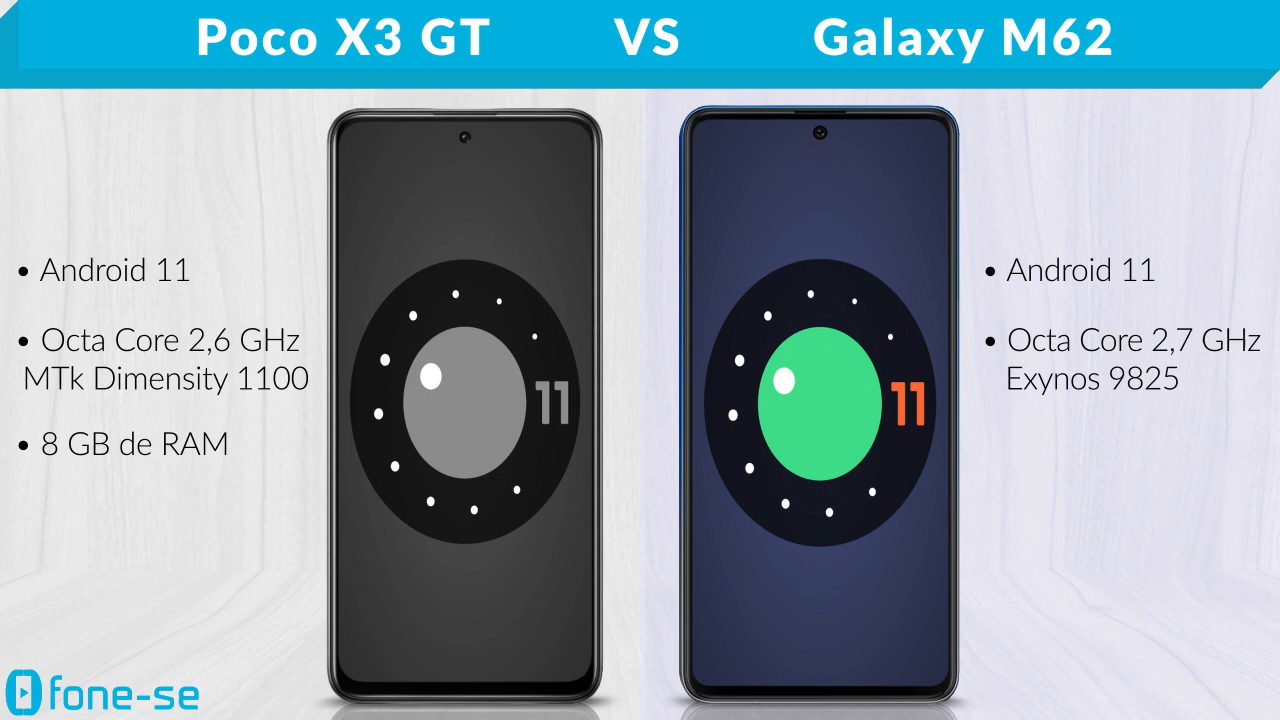 Poco X3 GT VS Galaxy M62
• Android 11
• Octa Core 2,6 GHz
MTk Dimensity 1100
• 8 GB de RAM
11
11
• Android 11
• Octa Core 2,7 GHz
Exynos 9825
fone-se